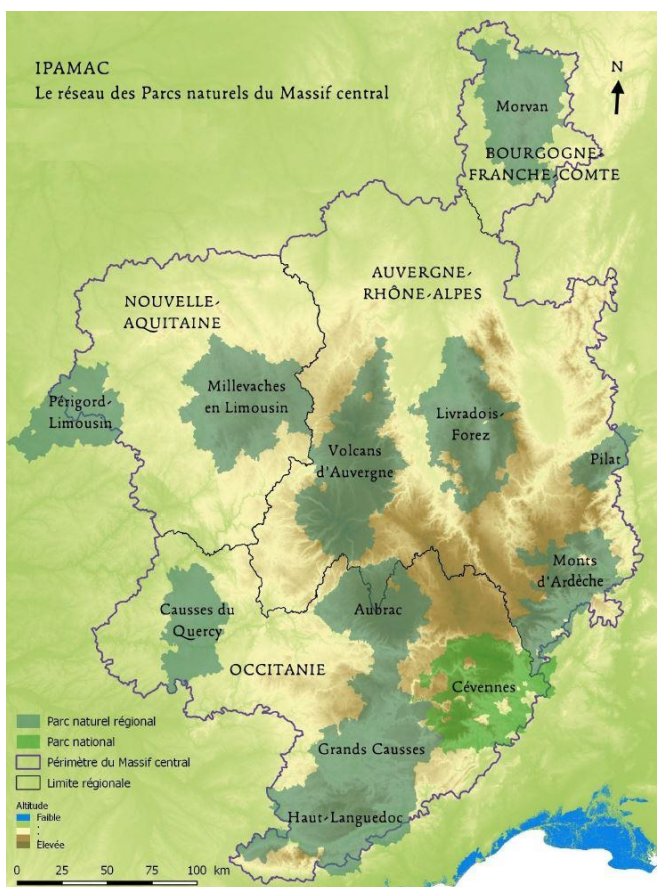 IPAMAC
Le réseau des Parcs naturels du Massif central
N
Morvan
BOURGOGNE-
FRANCHE-COMTE
AUVERGNE-
RHÔNE-ALPES
NOUVELLE-
AQUITAINE
Périgord-
Limousin
Millevaches
en Limousin
Volcans
d'Auvergne
Livradois-
Forez
Pilat
Monts
d'Ardèche
Aubrac
Causses du
Quercy
OCCITANIE
Cévennes
Grands Causses
Haut-Languedoc
Parc naturel régional
Parc national
Périmètre du Massif central
Limite régionale
Altitude
Faible
:
Elevée
0 25 50 75 100 km